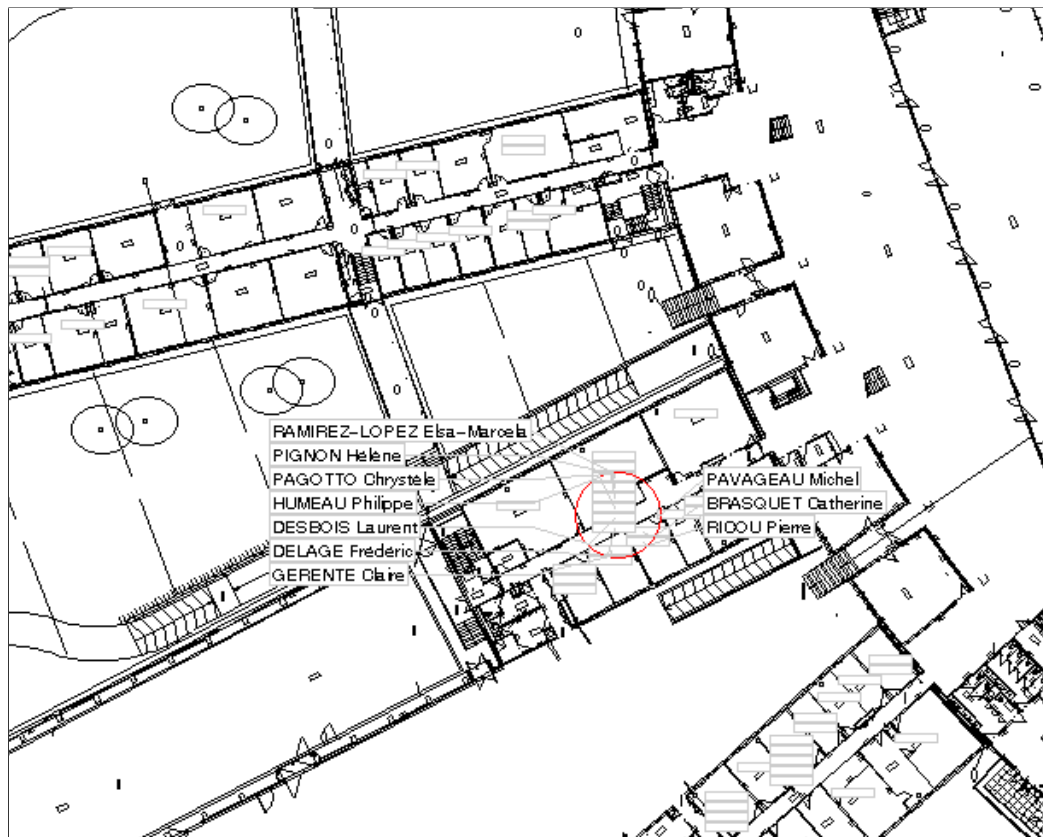 RAMIREZ-LOPEZ Elsa-Marcela
PIGNON Helene
PAGOTTO Chrystele
HUMEAU Philippe
DESBOIS Laurent
DELAGE Frederic
GERENTE Claire
PAVAGEAU Michel
BRASQUET Catherine
RICOU Pierre